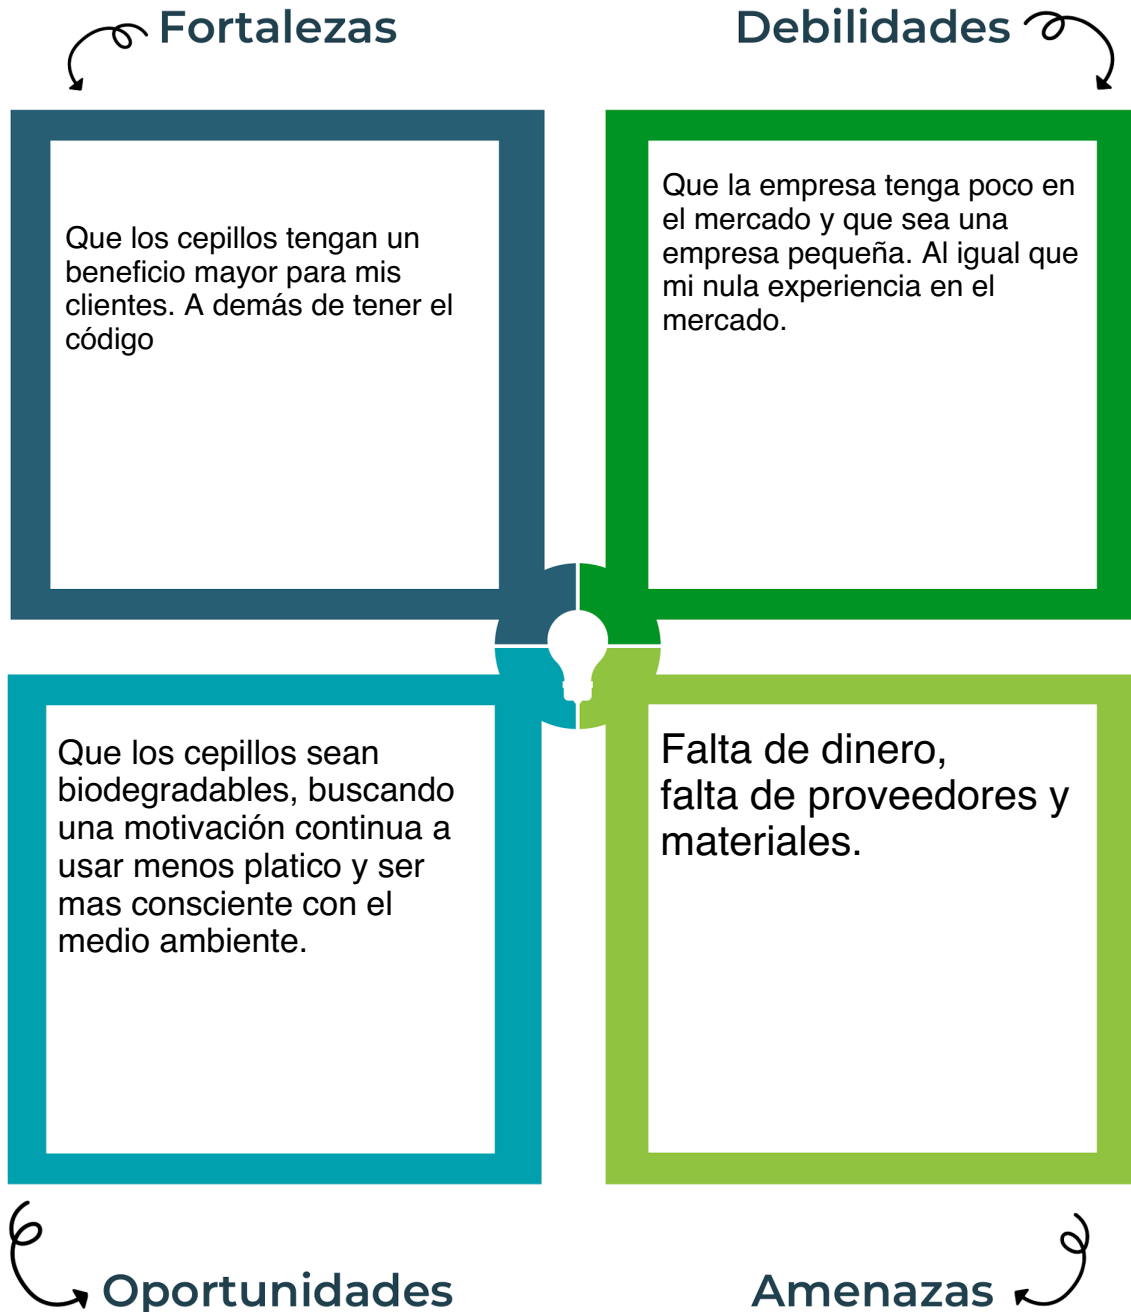 Fortalezas
Debilidades
Que los cepillos tengan un
beneficio mayor para mis
clientes. A demás de tener el
código
Que la empresa tenga poco en
el mercado y que sea una
empresa pequeña. Al igual que
mi nula experiencia en el
mercado.
Que los cepillos sean
biodegradables, buscando
una motivación continua a
usar menos platico y ser
mas consciente con el
medio ambiente.
Falta de dinero,
falta de proveedores y
materiales.
Oportunidades
Amenazas